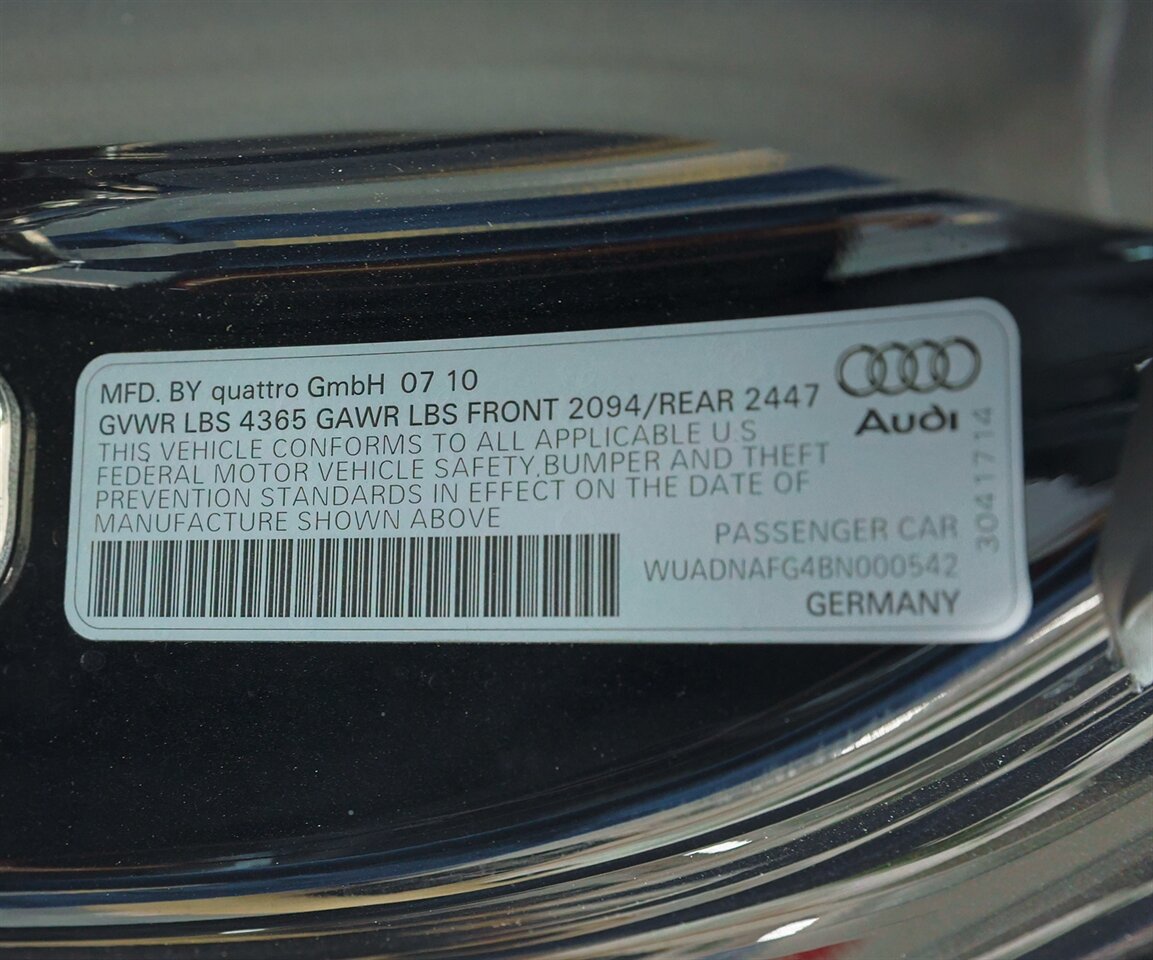 MFD. BY quattro GmbH 07 10
GVWR LBS 4365 GAWR LBS FRONT 2094/REAR 2447
THIS VEHICLE CONFORMS TO ALL APPLICABLE U.S
FEDERAL MOTOR VEHICLE SAFETY,BUMPER AND THEFT
PREVENTION STANDARDS IN EFFECT ON THE DATE OF
MANUFACTURE SHOWN ABOVE
Audi
30417714
PASSENGER CAR
WUADNAFG4BN000542
GERMANY